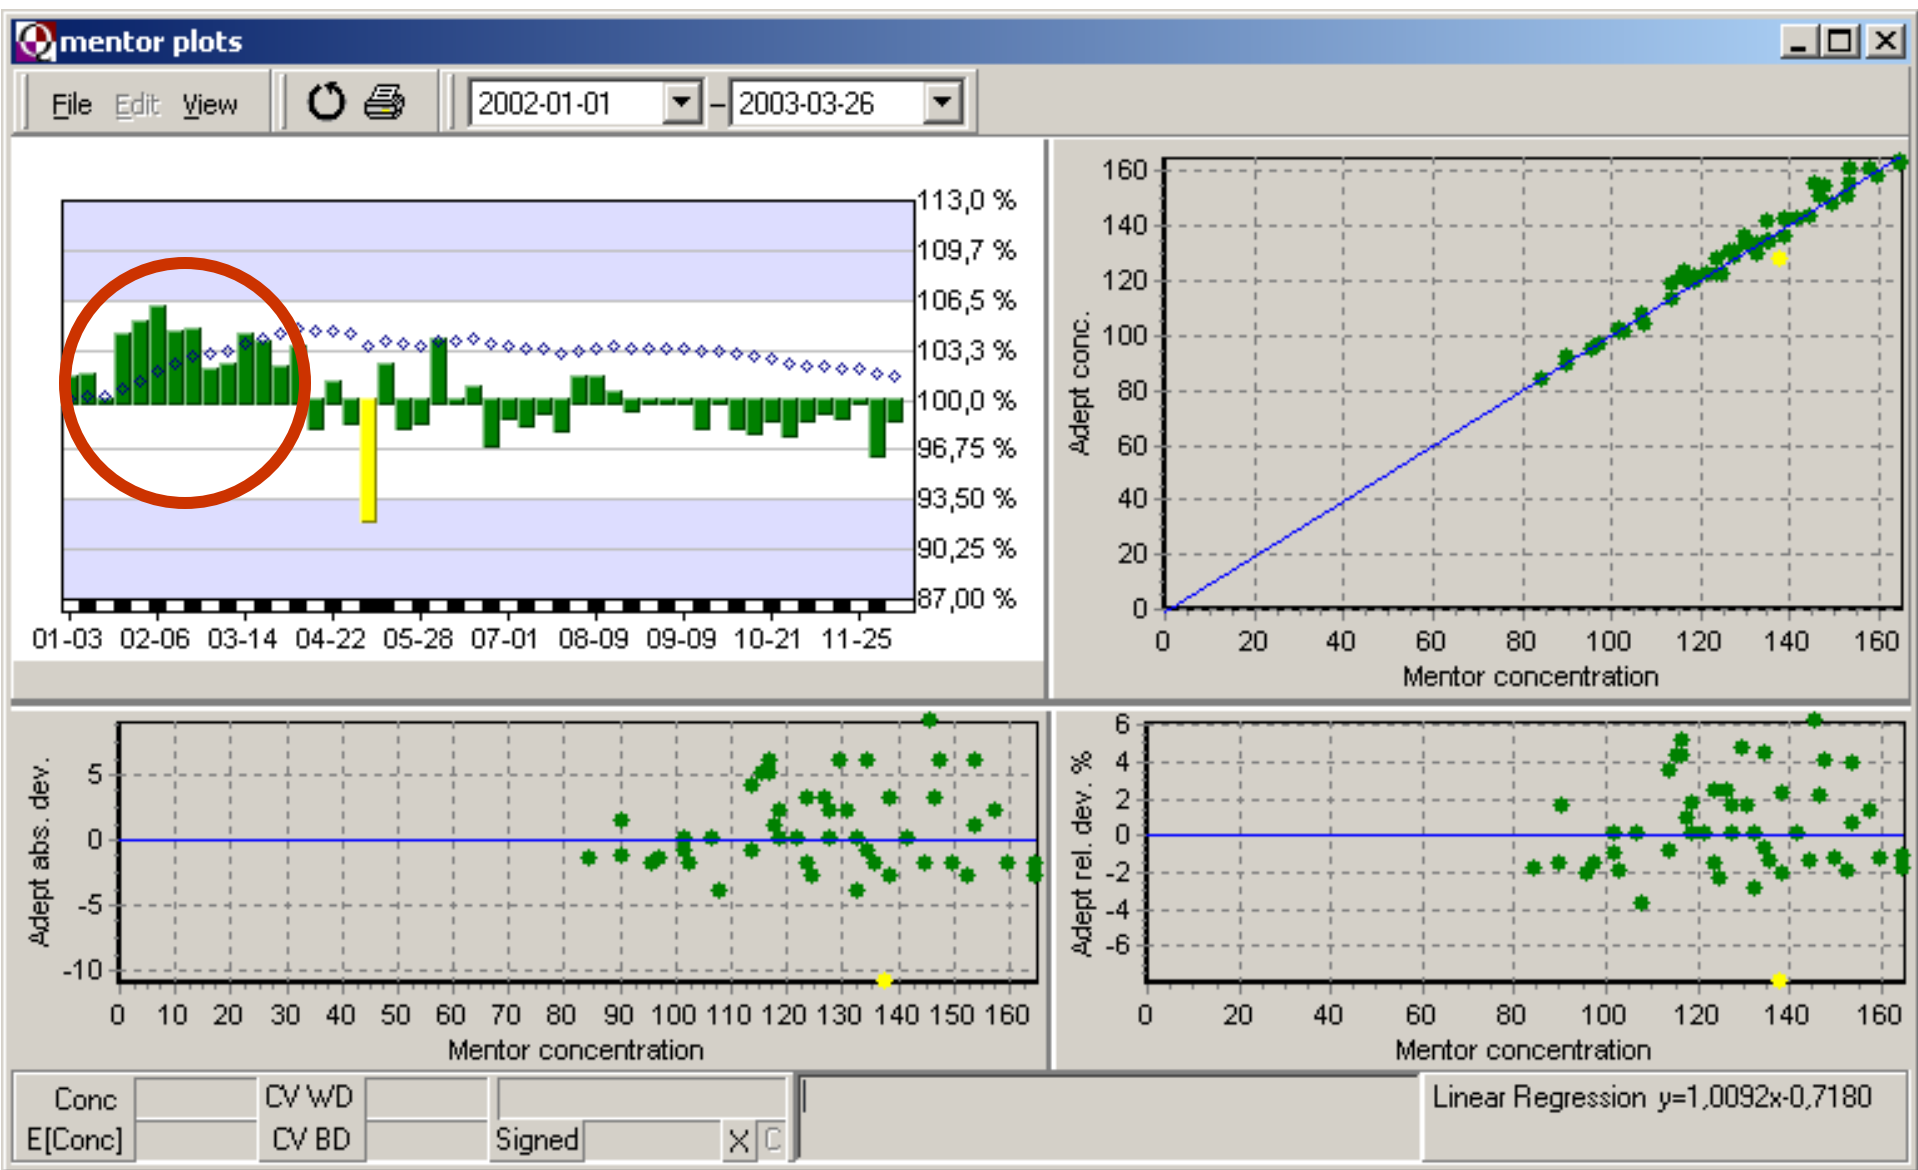 mentor plots
File Edit View 2002-01-01 – 2003-03-26
113,0 %
109,7 %
106,5 %
103,3 %
100,0 %
96,75 %
93,50 %
90,25 %
87,00 %
01-03 02-06 03-14 04-22 05-28 07-01 08-09 09-09 10-21 11-25
Adept conc.
160
140
120
100
80
60
40
20
0
0 20 40 60 80 100 120 140 160
Mentor concentration
Adept abs. dev.
5
0
-5
-10
0 10 20 30 40 50 60 70 80 90 100 110 120 130 140 150 160
Mentor concentration
Adept rel. dev. %
6
4
2
0
-2
-4
-6
0 20 40 60 80 100 120 140 160
Mentor concentration
Conc CV WD
E[Conc] CV BD Signed X C
Linear Regression y=1,0092x-0,7180